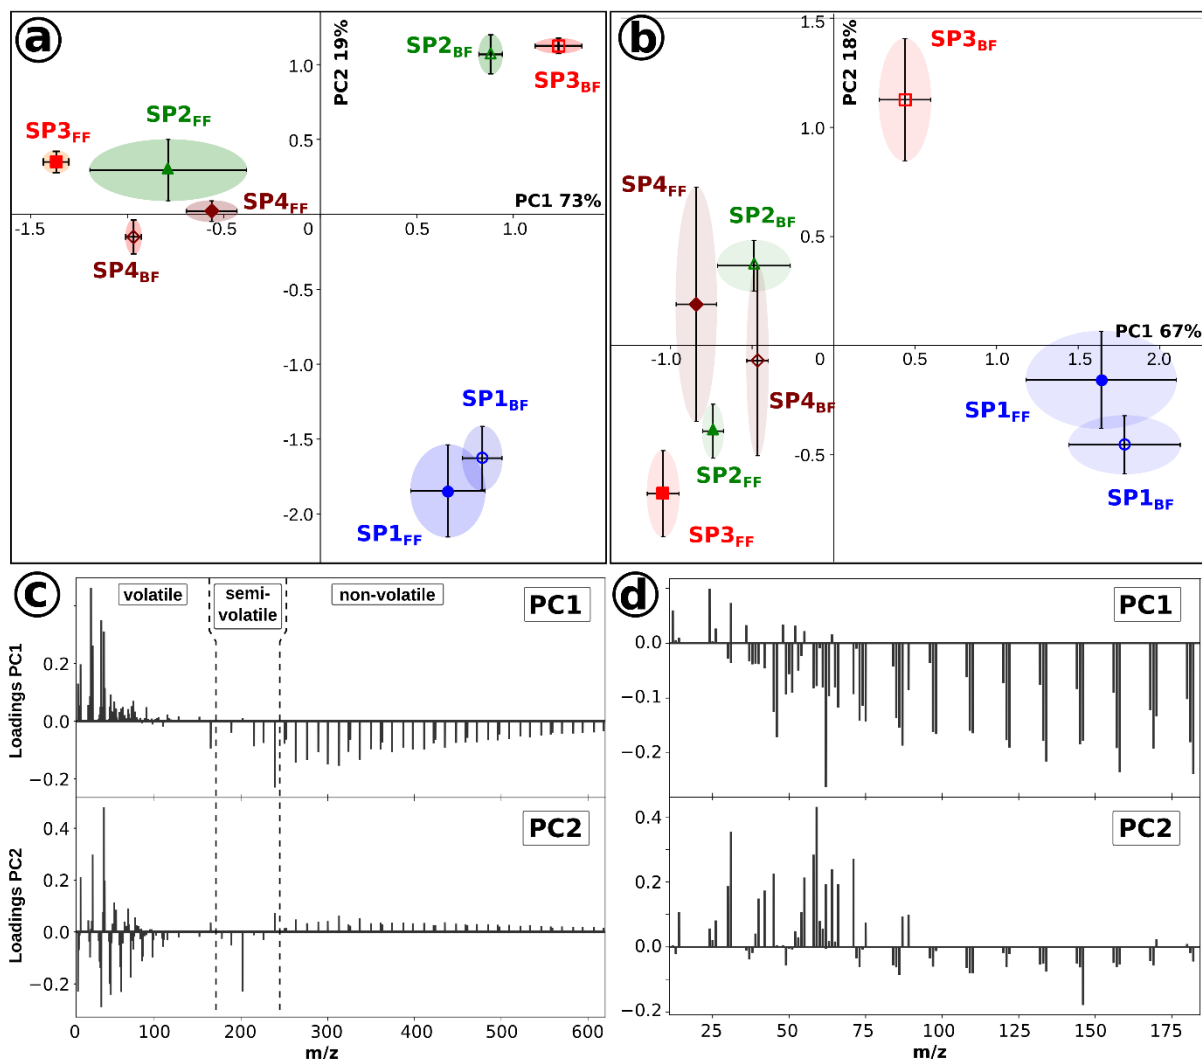 a
PC2 19%
SP2BF
SP3BF
1.0
SP2FF
SP3FF
0.5
SP4FF
PC1 73%
-1.5
-1.0
-0.5
0
0.5
1.0
SP4BF
-0.5
-1.0
SP1BF
-1.5
-2.0
SP1FF
b
1.5
PC2 18%
SP3BF
1.0
SP4FF
SP2BF
0.5
PC1 67%
-1.0
-0.5
0
0.5
1.0
1.5
2.0
SP4BF
SP1FF
-0.5
SP2FF
SP1BF
SP3FF
c
volatile
semi-
volatile
non-volatile
PC1
Loadings PC1
0.2
0.0
−0.2
PC2
Loadings PC2
0.4
0.2
0.0
−0.2
0
100
200
300
400
500
600
m/z
d
PC1
0.0
−0.1
−0.2
PC2
0.4
0.2
0.0
−0.2
25
50
75
100
125
150
175
m/z